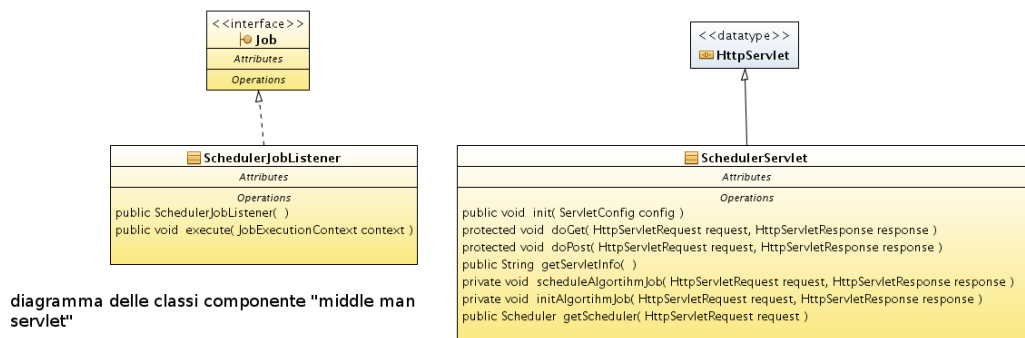 <<interface>>
Job
Attributes
Operations
<<datatype>>
HttpServlet
SchedulerJobListener
Attributes
Operations
public SchedulerJobListener( )
public void execute( JobExecutionContext context )
SchedulerServlet
Attributes
Operations
public void init( ServletConfig config )
protected void doGet( HttpServletRequest request, HttpServletResponse response )
protected void doPost( HttpServletRequest request, HttpServletResponse response )
public String getServletInfo( )
private void scheduleAlgortihmJob( HttpServletRequest request, HttpServletResponse response )
private void initAlgortihmJob( HttpServletRequest request, HttpServletResponse response )
public Scheduler getScheduler( HttpServletRequest request )
diagramma delle classi componente "middle man
servlet"